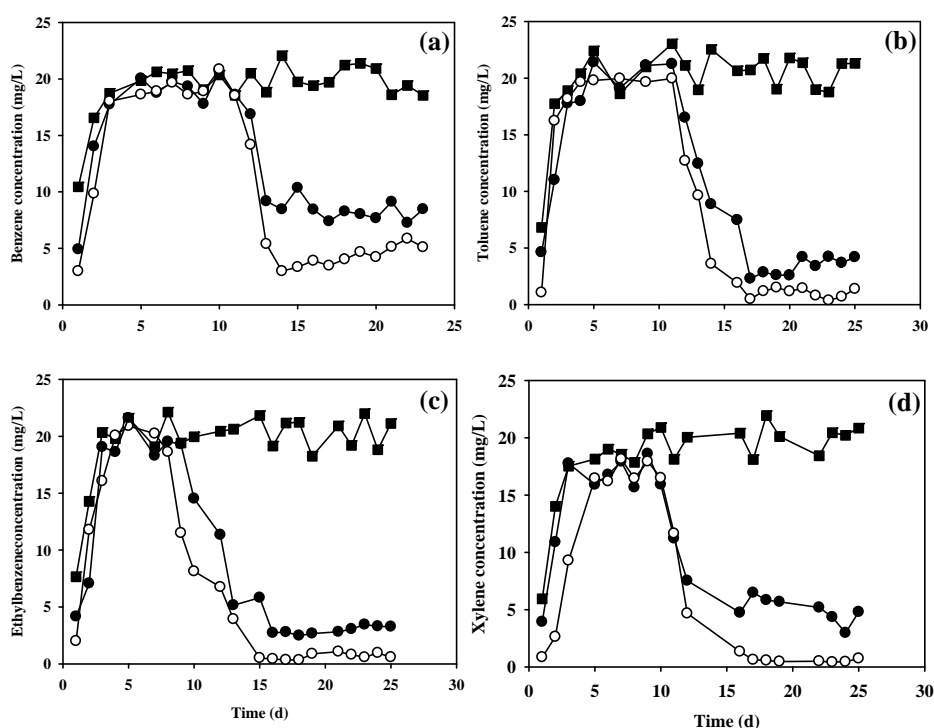 (a)
Benzene concentration (mg/L)
25
20
15
10
5
0
0 5 10 15 20 25
(b)
Toluene concentration (mg/L)
25
20
15
10
5
0
0 5 10 15 20 25 30
(c)
Ethylbenzeneconcentration (mg/L)
25
20
15
10
5
0
0 5 10 15 20 25 30
Time (d)
(d)
Xylene concentration (mg/L)
25
20
15
10
5
0
0 5 10 15 20 25 30
Time (d)